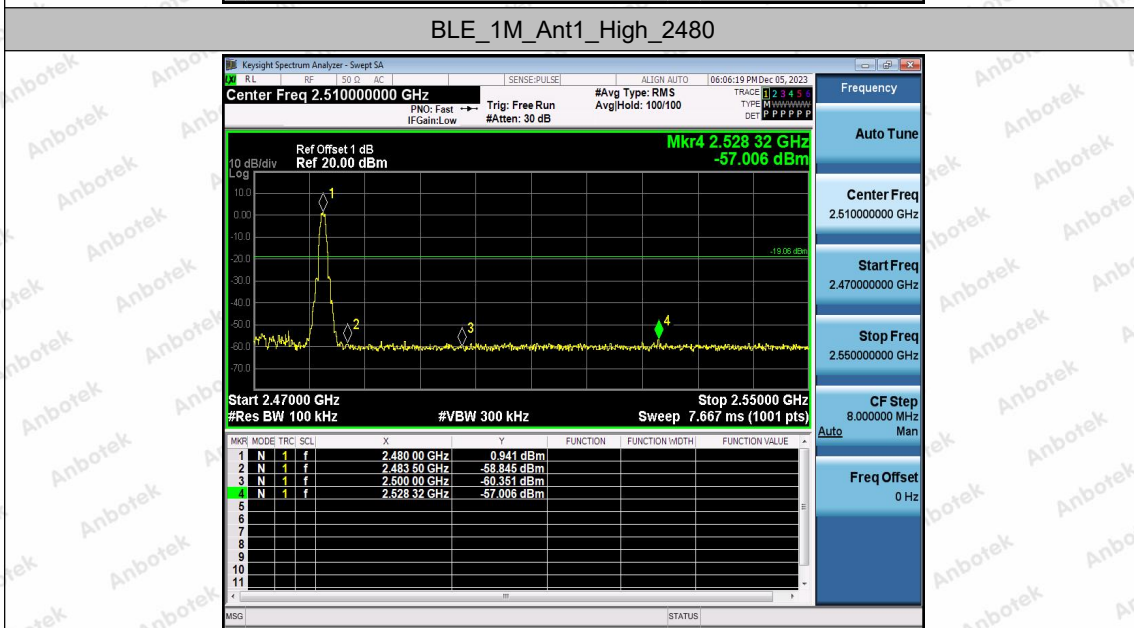 BLE_1M_Ant1_High_2480
Keysight Spectrum Analyzer - Swept SA
LXI RL RF 50 Ω AC SENSE:PULSE ALIGN AUTO 06:06:19 PM Dec 05, 2023
Center Freq 2.510000000 GHz #Avg Type: RMS TRACE 1 2 3 4 5 6
PNO: Fast Trig: Free Run Avg|Hold: 100/100 TYPE M WWWWW
IFGain:Low #Atten: 30 dB DET P P P P P P
Mkr4 2.528 32 GHz
-57.006 dBm
Ref Offset 1 dB
10 dB/div Ref 20.00 dBm
Log
10.0
0.00
-10.0
-20.0
-30.0
-40.0
-50.0
-60.0
-70.0
1
2
3
4
-19.06 dBm
Start 2.47000 GHz Stop 2.55000 GHz
#Res BW 100 kHz #VBW 300 kHz Sweep 7.667 ms (1001 pts)
MKR MODE TRC SCL X Y FUNCTION FUNCTION WIDTH FUNCTION VALUE
1 N 1 f 2.480 00 GHz 0.941 dBm
2 N 1 f 2.483 50 GHz -58.845 dBm
3 N 1 f 2.500 00 GHz -60.351 dBm
4 N 1 f 2.528 32 GHz -57.006 dBm
5
6
7
8
9
10
11
MSG STATUS
Frequency
Auto Tune
Center Freq
2.510000000 GHz
Start Freq
2.470000000 GHz
Stop Freq
2.550000000 GHz
CF Step
8.000000 MHz
Auto Man
Freq Offset
0 Hz
Anbotek